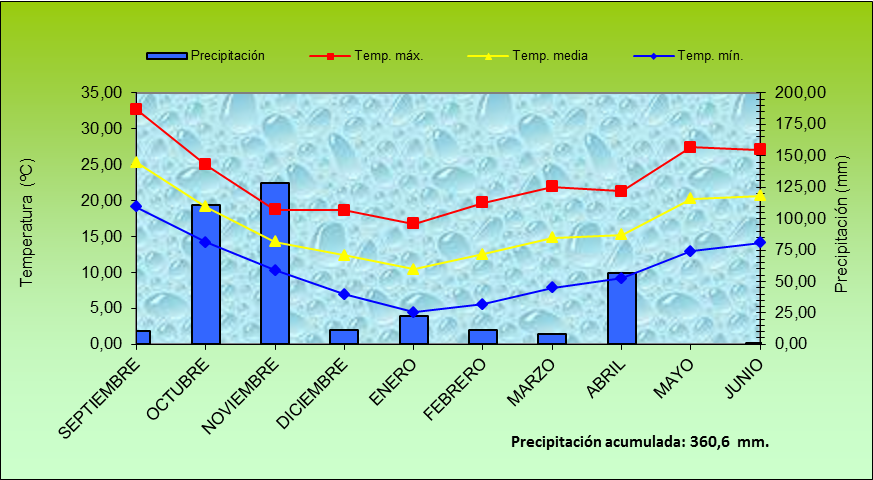 Precipitación Temp. máx. Temp. media Temp. mín.
Temperatura (ºC)
35,00
30,00
25,00
20,00
15,00
10,00
5,00
0,00
200,00
175,00
150,00
125,00
100,00
75,00
50,00
25,00
0,00
Precipitación (mm)
SEPTIEMBRE
OCTUBRE
NOVIEMBRE
DICIEMBRE
ENERO
FEBRERO
MARZO
ABRIL
MAYO
JUNIO
Precipitación acumulada: 360,6 mm.